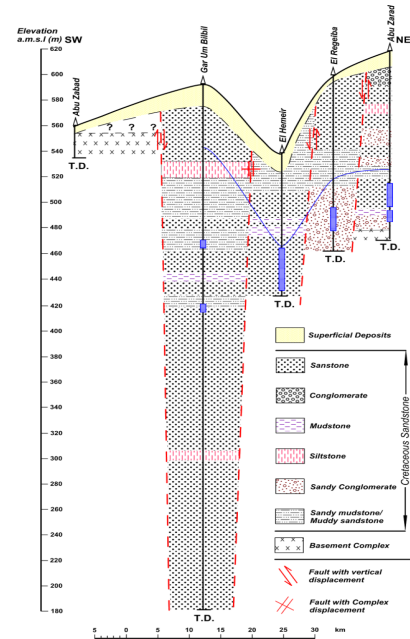 Elevation
a.m.s.l (m) SW
NE
Abu Zabad
Gar Um Bilbil
El Hemeir
El Regeiba
Abu Zarad
620
600
580
560
540
520
500
480
460
440
420
400
380
360
340
320
300
280
260
240
220
200
180
? ? ?
T.D.
T.D.
T.D.
T.D.
T.D.
Superficial Deposits
Sanstone
Conglomerate
Mudstone
Siltstone
Sandy Conglomerate
Sandy mudstone/
Muddy sandstone
Basement Complex
Cretaceous Sandstone
Fault with vertical
displacement
Fault with Complex
displacement
5 0 5 10 15 20 25 30 km